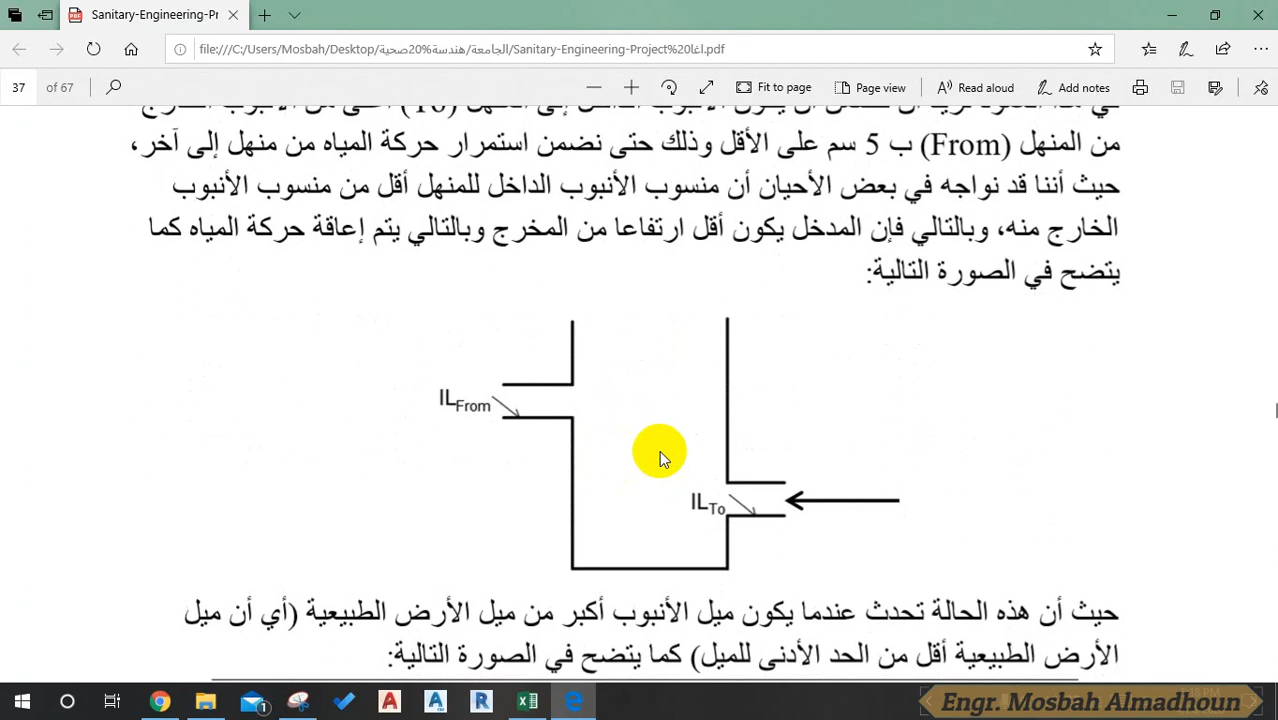 Sanitary-Engineering-Pr
file:///C:/Users/Mosbah/Desktop/الجامعة/هندسة%20صحية/Sanitary-Engineering-Project%20اغا.pdf
37 of 67
Fit to page
Page view
Read aloud
Add notes
من المنهل (From) ب 5 سم على الأقل وذلك حتى نضمن استمرار حركة المياه من منهل إلى آخر،
حيث أننا قد نواجه في بعض الأحيان أن منسوب الأنبوب الداخل للمنهل أقل من منسوب الأنبوب
الخارج منه، وبالتالي فإن المدخل يكون أقل ارتفاعا من المخرج وبالتالي يتم إعاقة حركة المياه كما
يتضح في الصورة التالية:
ILFrom
ILTo
حيث أن هذه الحالة تحدث عندما يكون ميل الأنبوب أكبر من ميل الأرض الطبيعية (أي أن ميل
الأرض الطبيعية أقل من الحد الأدنى للميل) كما يتضح في الصورة التالية:
Engr. Mosbah Almadhoun